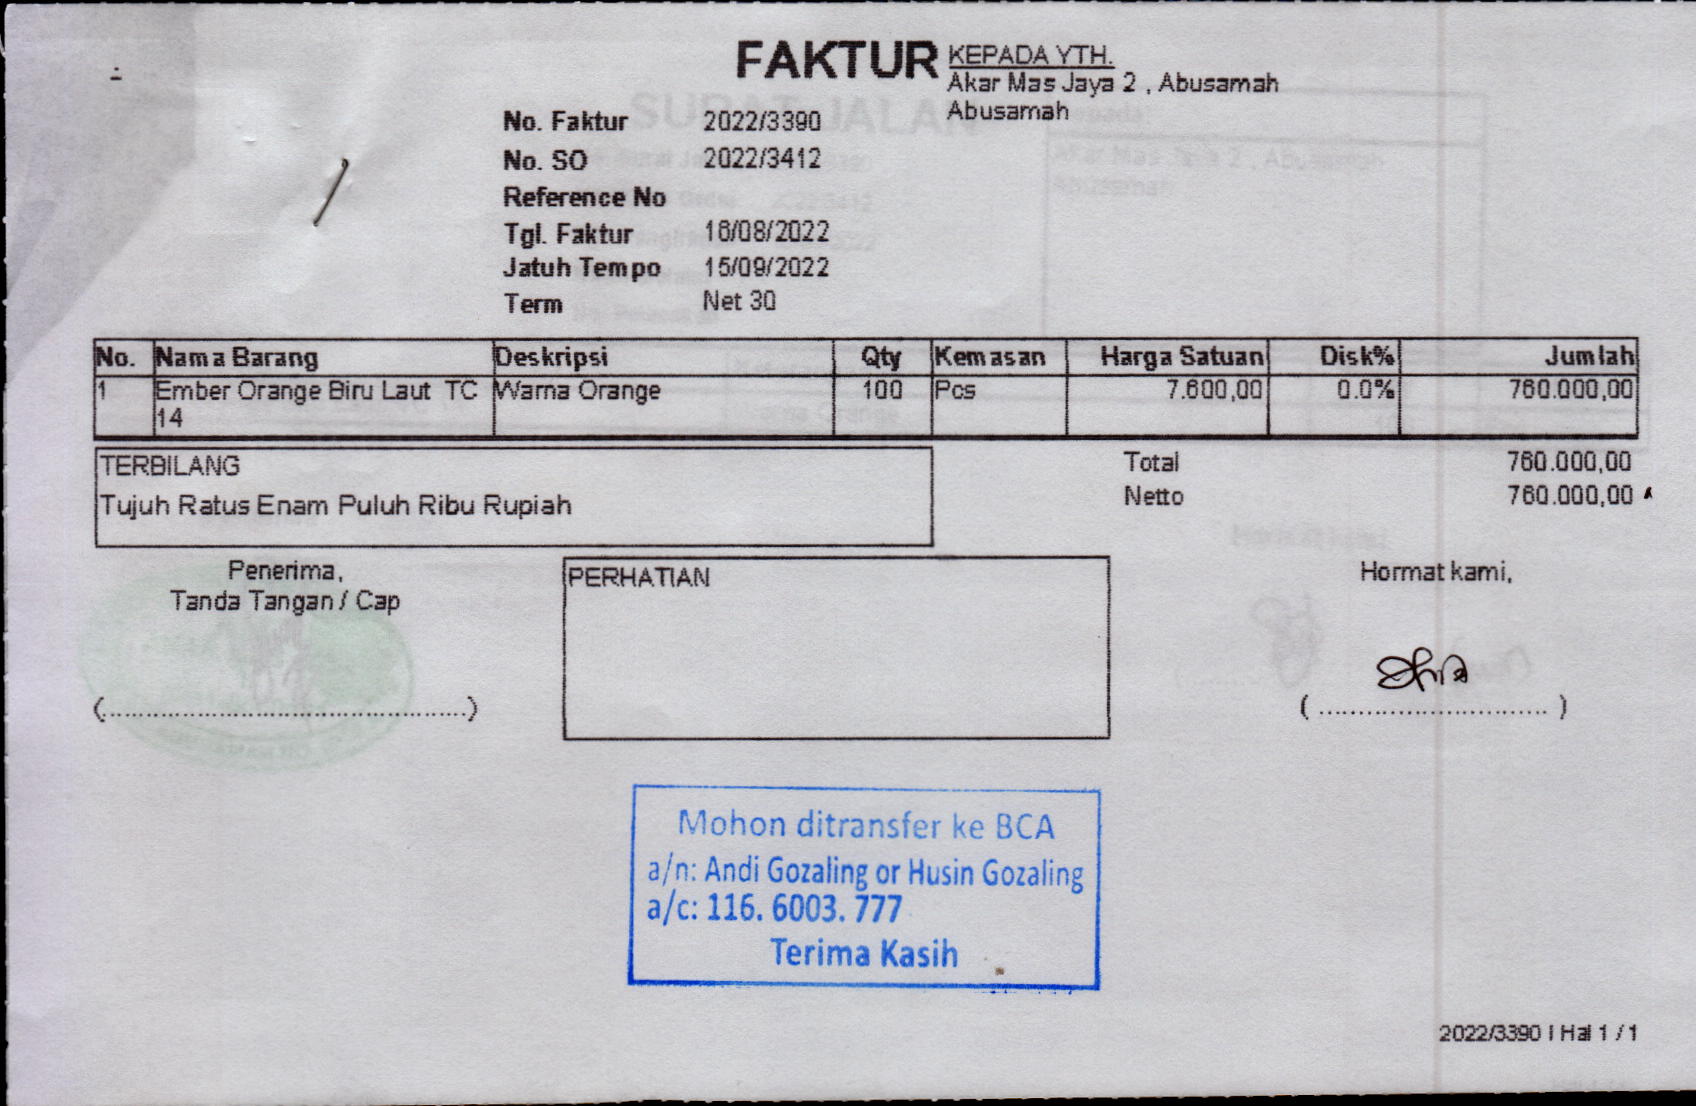 FAKTUR
KEPADA YTH.
Akar Mas Jaya 2 , Abusamah
Abusamah
No. Faktur 2022/3390
No. SO 2022/3412
Reference No
Tgl. Faktur 16/08/2022
Jatuh Tempo 15/09/2022
Term Net 30
No. Nama Barang Deskripsi Qty Kemasan Harga Satuan Disk% Jumlah
1 Ember Orange Biru Laut TC Warna Orange 100 Pcs 7.600,00 0.0% 760.000,00
14
TERBILANG
Tujuh Ratus Enam Puluh Ribu Rupiah
Total 760.000,00
Netto 760.000,00
Penerima,
Tanda Tangan / Cap
(..............................................)
PERHATIAN
Hormat kami,
( ............................. )
Mohon ditransfer ke BCA
a/n: Andi Gozaling or Husin Gozaling
a/c: 116. 6003. 777
Terima Kasih
2022/3390 | Hal 1 / 1